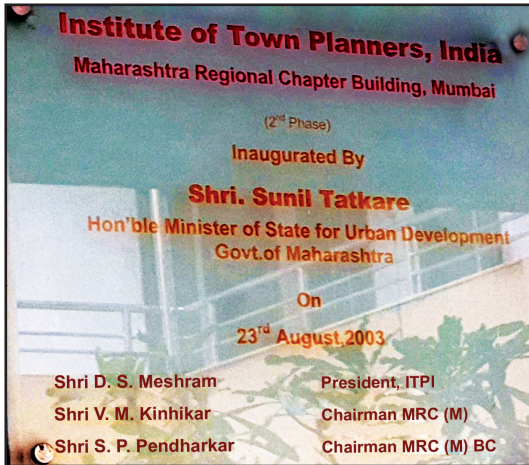 Institute of Town Planners, India
Maharashtra Regional Chapter Building, Mumbai
(2nd Phase)
Inaugurated By
Shri. Sunil Tatkare
Hon'ble Minister of State for Urban Development
Govt.of Maharashtra
On
23rd August,2003
Shri D. S. Meshram President, ITPI
Shri V. M. Kinhikar Chairman MRC (M)
Shri S. P. Pendharkar Chairman MRC (M) BC